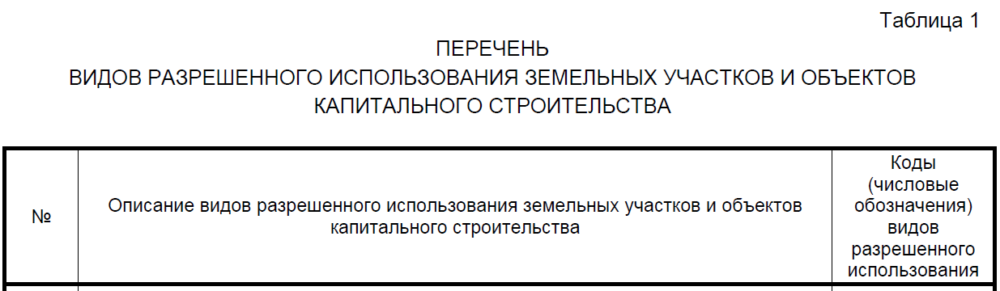 Таблица 1
ПЕРЕЧЕНЬ
ВИДОВ РАЗРЕШЕННОГО ИСПОЛЬЗОВАНИЯ ЗЕМЕЛЬНЫХ УЧАСТКОВ И ОБЪЕКТОВ
КАПИТАЛЬНОГО СТРОИТЕЛЬСТВА
№
Описание видов разрешенного использования земельных участков и объектов
капитального строительства
Коды
(числовые
обозначения)
видов
разрешенного
использования